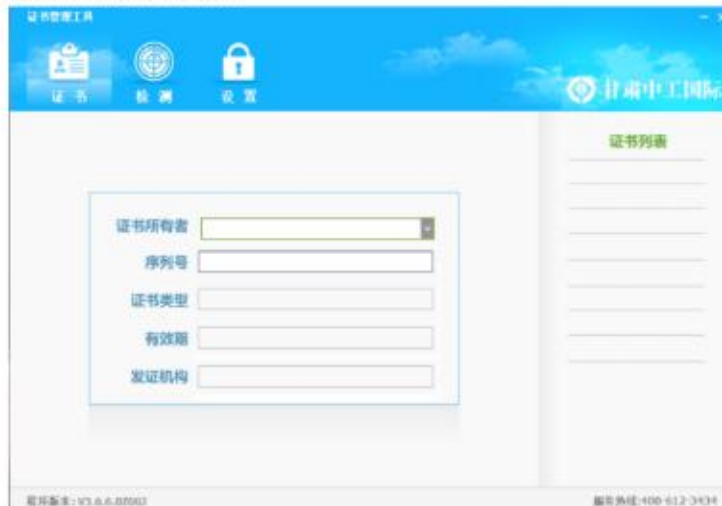 证书管理工具
证书 检测 设置
甘肃中工国际
证书列表
证书所有者
序列号
证书类型
有效期
发证机构
服务热线:400-612-3434